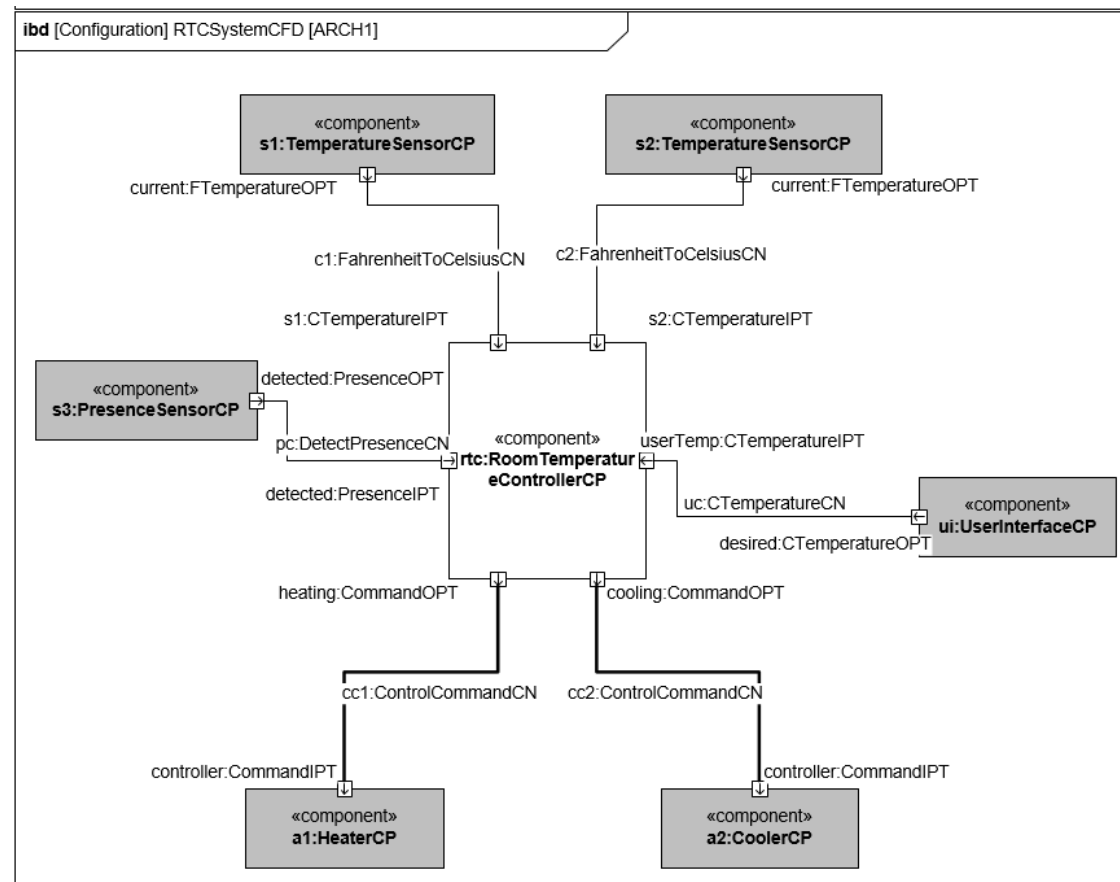 ibd [Configuration] RTCSystemCFD [ARCH1]
«component»
s1:TemperatureSensorCP
«component»
s2:TemperatureSensorCP
current:FTemperatureOPT
current:FTemperatureOPT
c1:FahrenheitToCelsiusCN
c2:FahrenheitToCelsiusCN
s1:CTemperatureIPT
s2:CTemperatureIPT
«component»
s3:PresenceSensorCP
detected:PresenceOPT
pc:DetectPresenceCN
detected:PresenceIPT
«component»
rtc:RoomTemperatur
eControllerCP
userTemp:CTemperatureIPT
uc:CTemperatureCN
desired:CTemperatureOPT
«component»
ui:UserInterfaceCP
heating:CommandOPT
cooling:CommandOPT
cc1:ControlCommandCN
cc2:ControlCommandCN
controller:CommandIPT
controller:CommandIPT
«component»
a1:HeaterCP
«component»
a2:CoolerCP